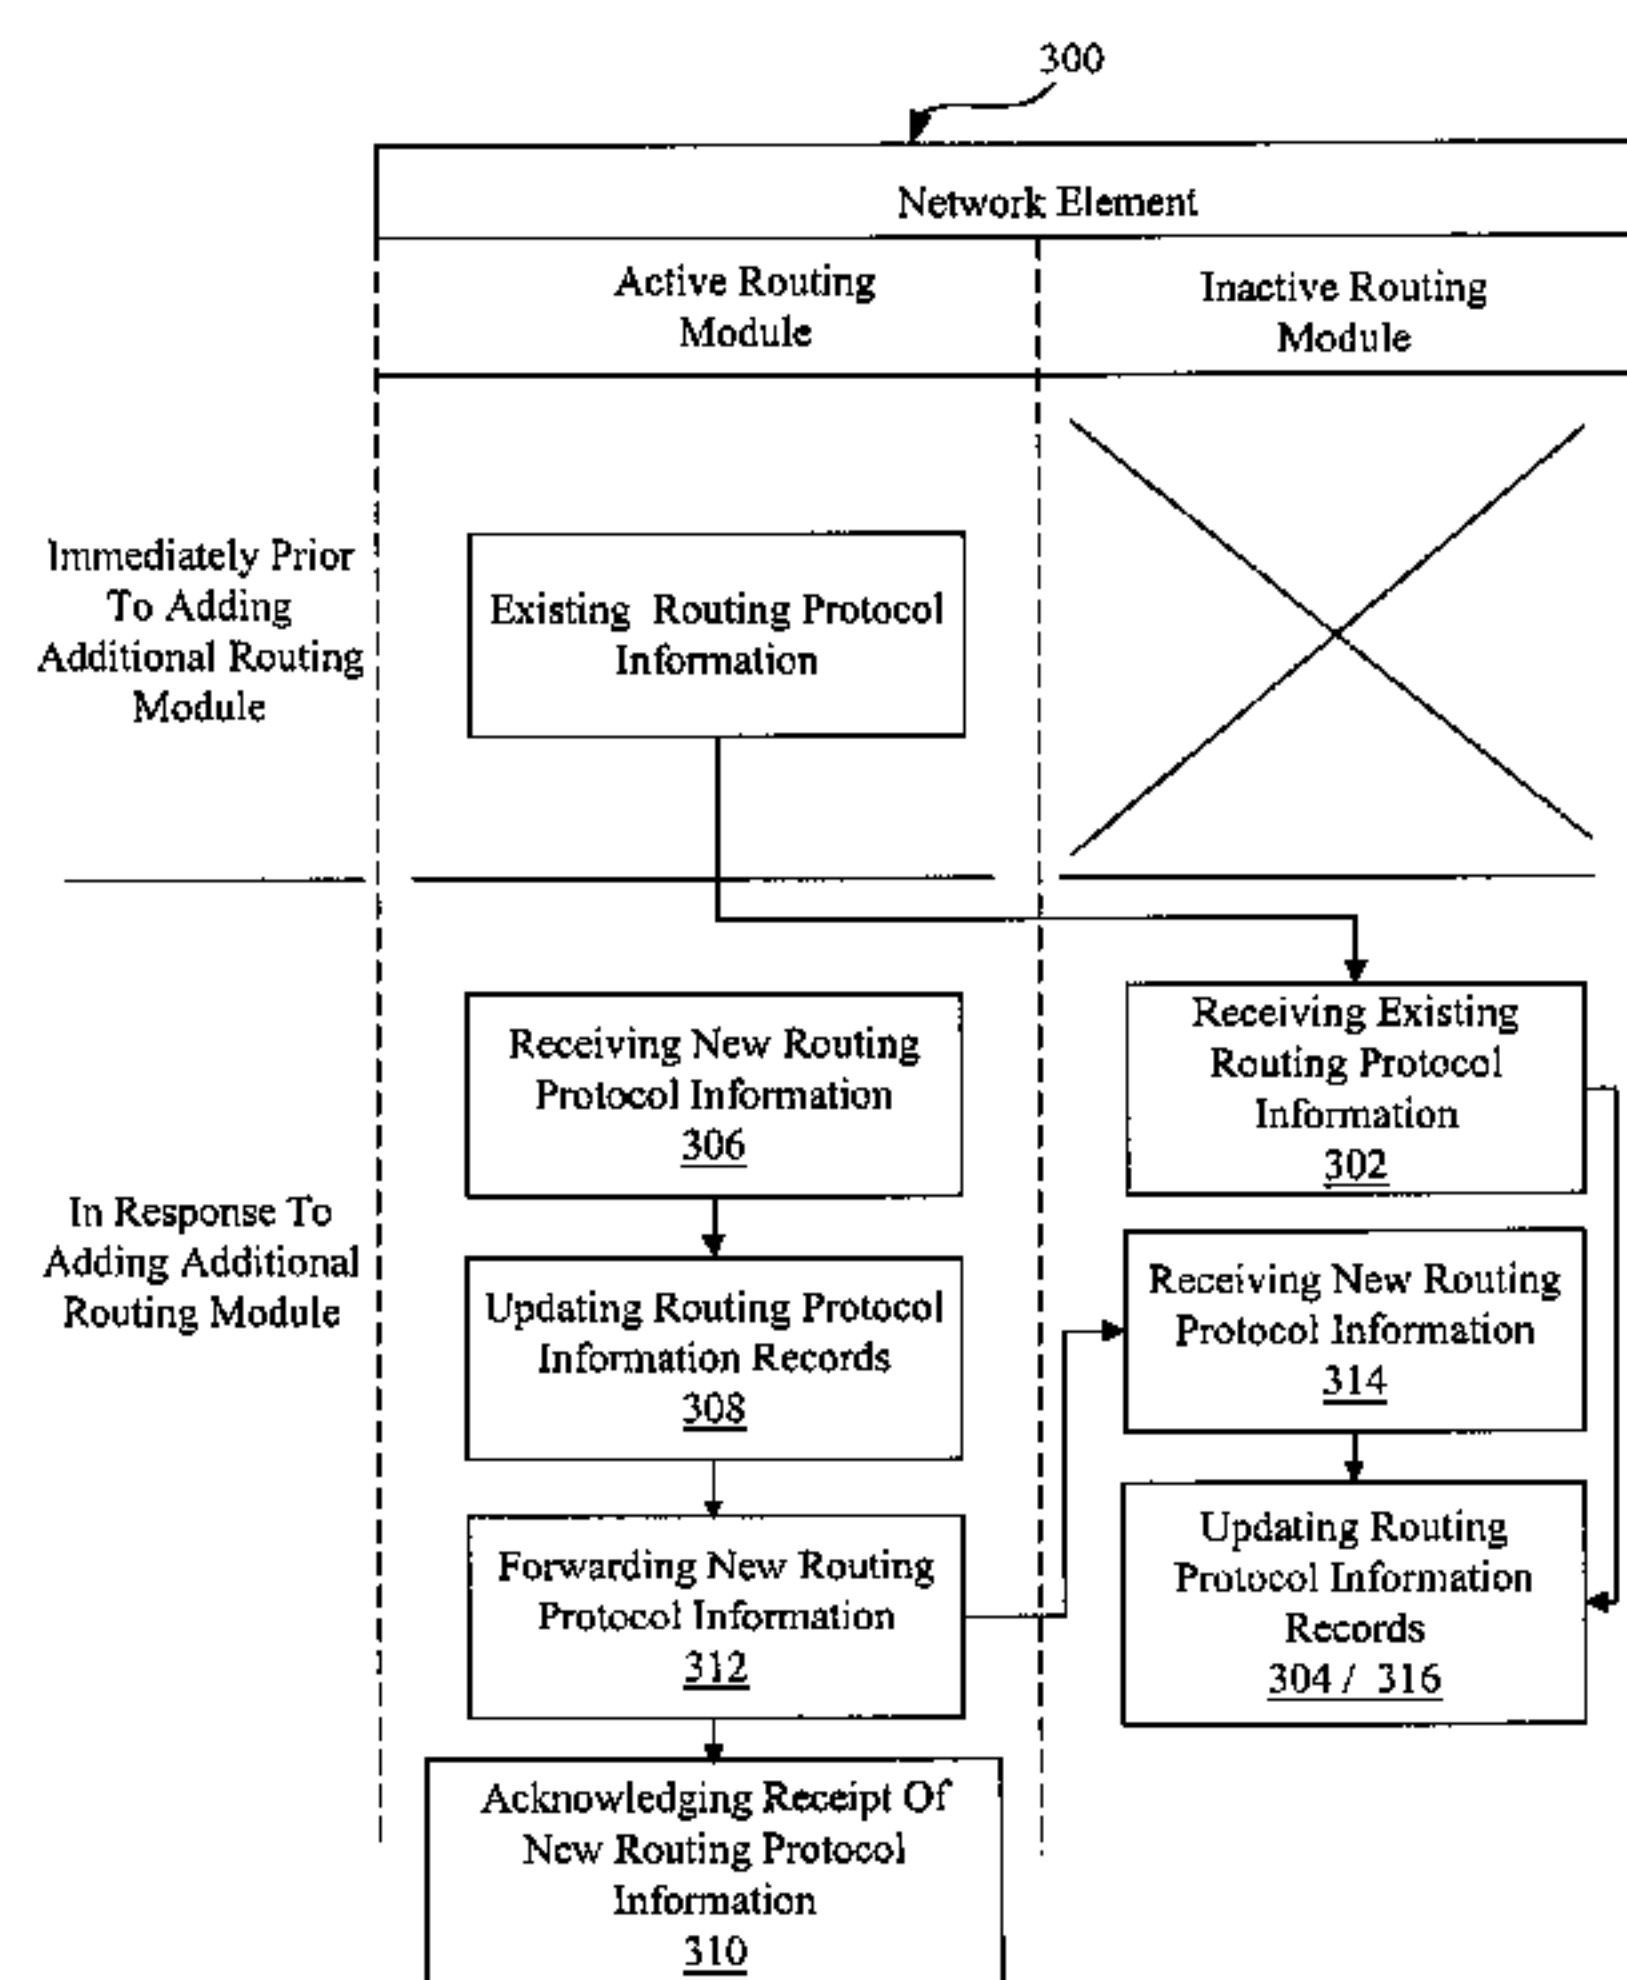 300
Network Element
Active Routing
Module
Inactive Routing
Module
Immediately Prior
To Adding
Additional Routing
Module
Existing Routing Protocol
Information
In Response To
Adding Additional
Routing Module
Receiving New Routing
Protocol Information
306
Receiving Existing
Routing Protocol
Information
302
Updating Routing Protocol
Information Records
308
Receiving New Routing
Protocol Information
314
Forwarding New Routing
Protocol Information
312
Updating Routing
Protocol Information
Records
304 / 316
Acknowledging Receipt Of
New Routing Protocol
Information
310